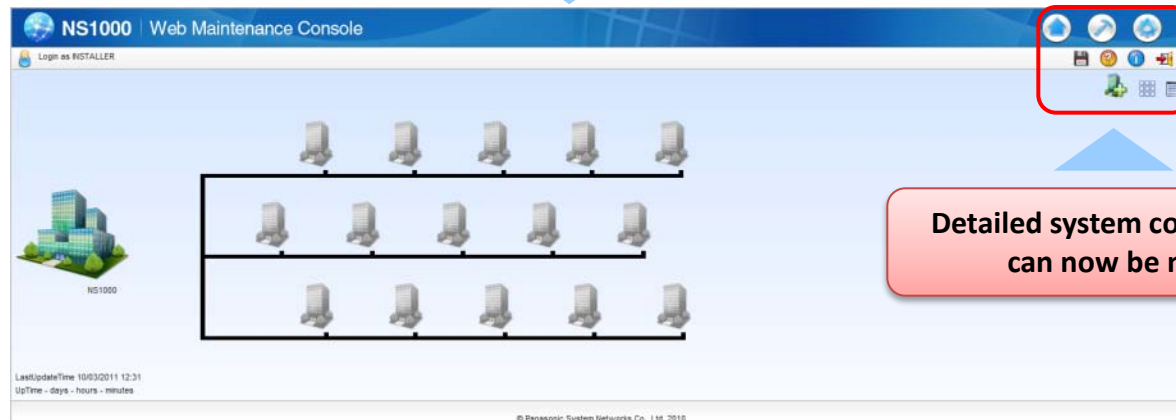 NS1000 Web Maintenance Console
Login as INSTALLER
Detailed system co
can now be
NS1000
LastUpdateTime 10/03/2011 12:31
UpTime - days - hours - minutes
© Panasonic System Networks Co., Ltd. 2010